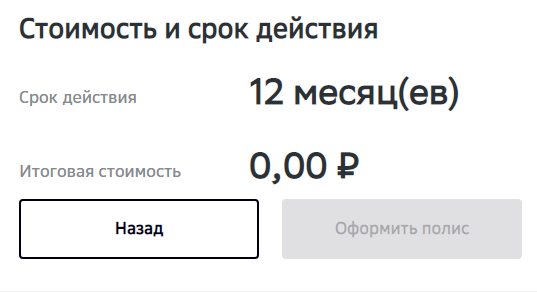 Стоимость и срок действия
Срок действия 12 месяц(ев)
Итоговая стоимость 0,00 ₽
Назад Оформить полис